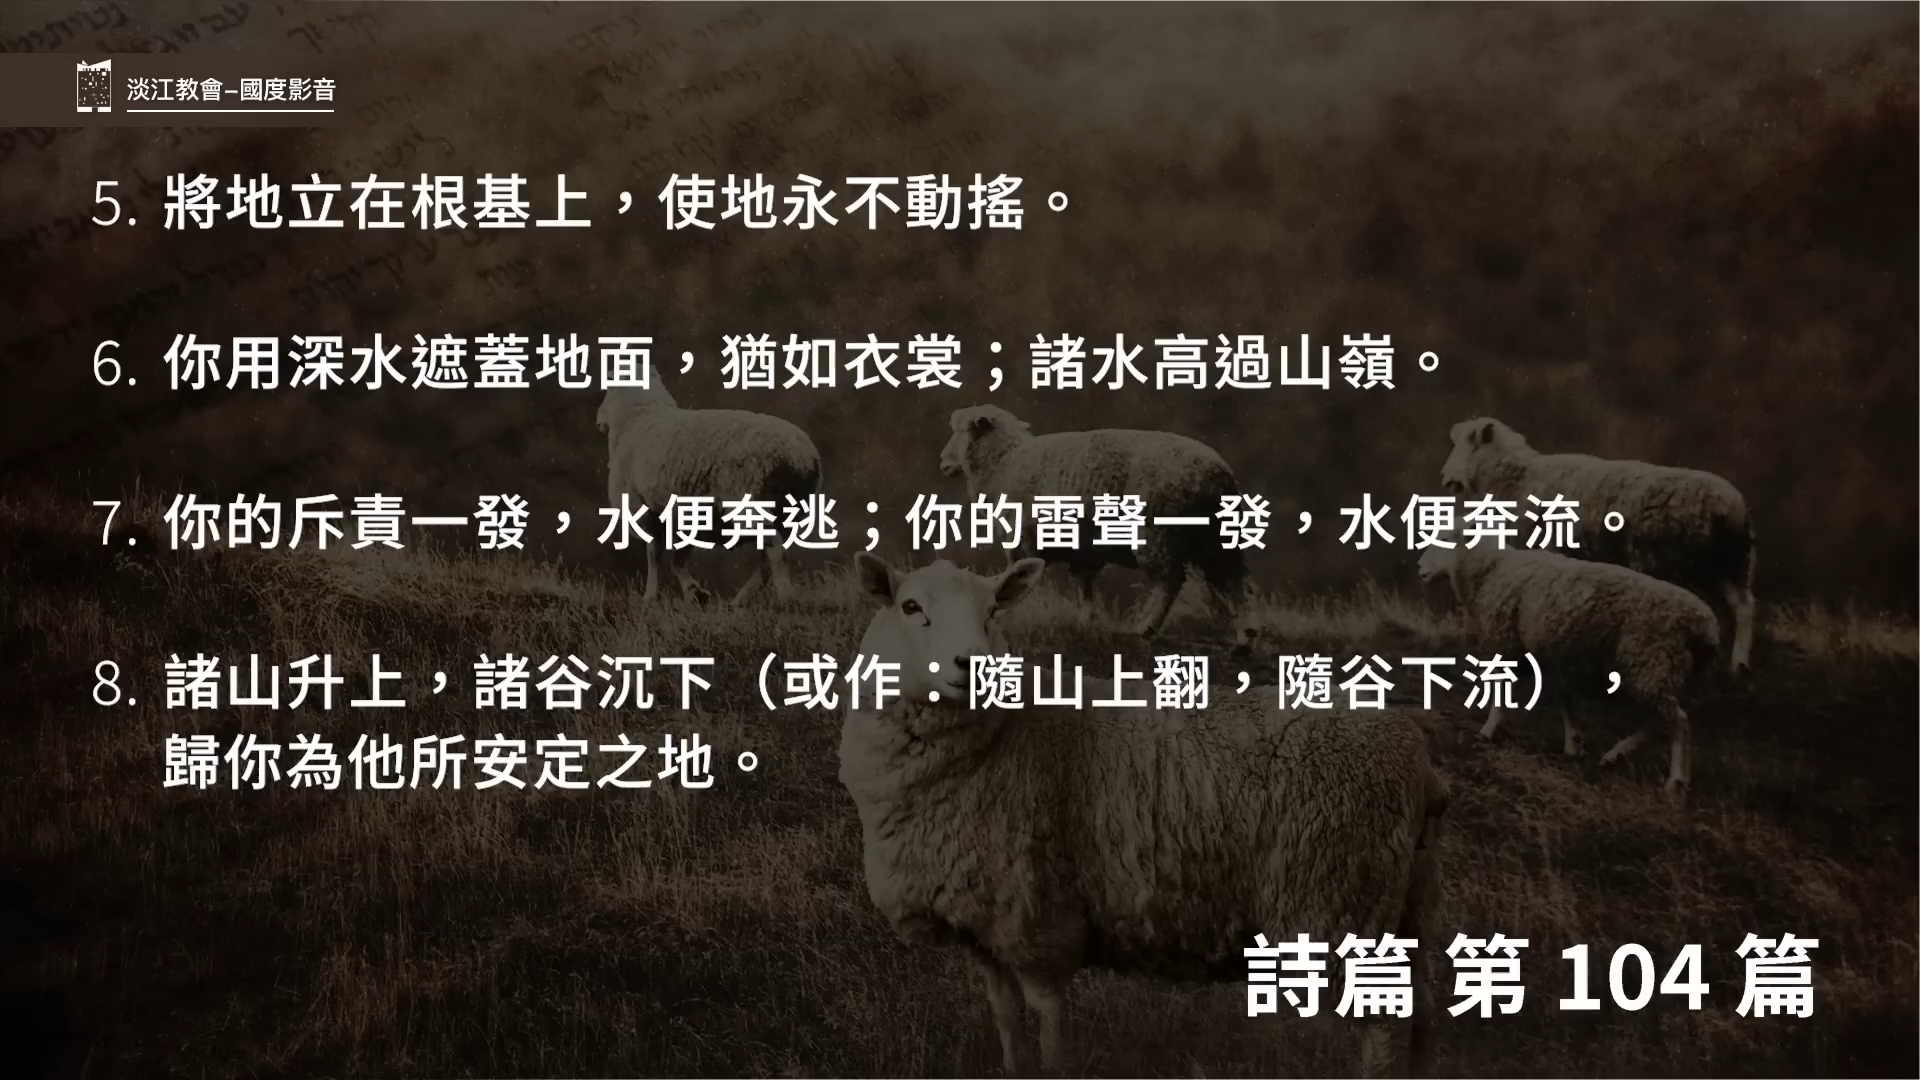 淡江教會–國度影音
5. 將地立在根基上，使地永不動搖。
6. 你用深水遮蓋地面，猶如衣裳；諸水高過山嶺。
7. 你的斥責一發，水便奔逃；你的雷聲一發，水便奔流。
8. 諸山升上，諸谷沉下（或作：隨山上翻，隨谷下流），
歸你為他所安定之地。
詩篇 第 104 篇